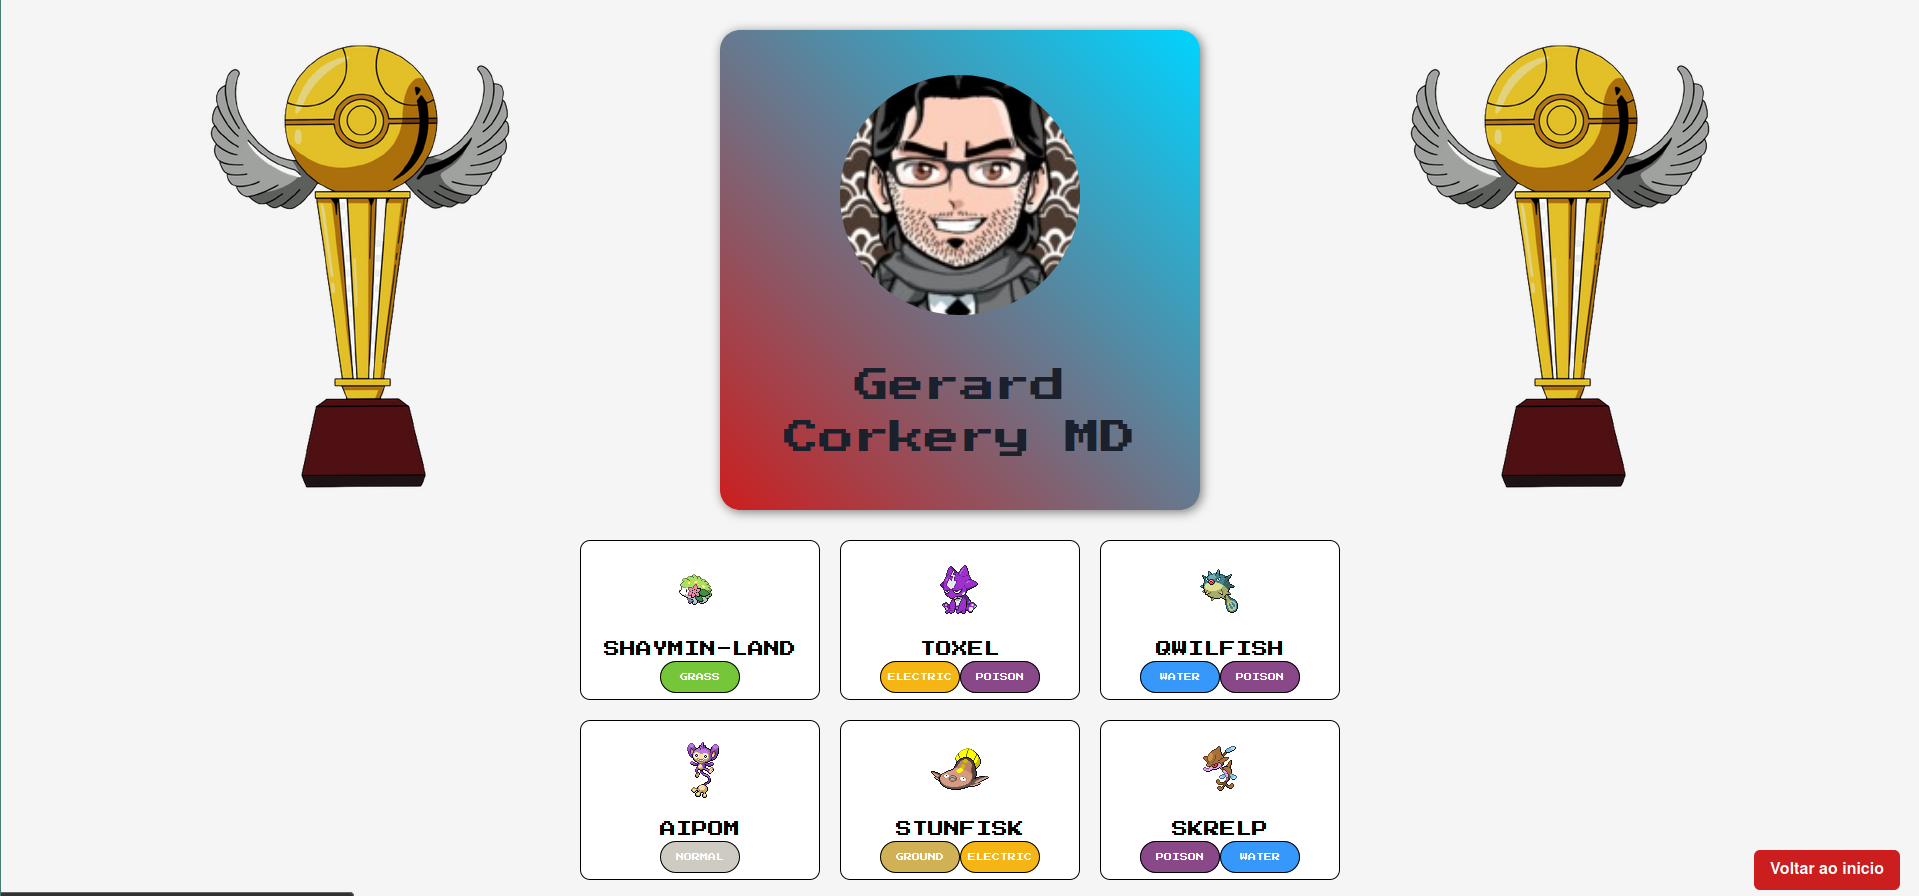 Gerard
Corkery MD
SHAYMIN-LAND
GRASS
TOXEL
ELECTRIC POISON
QWILFISH
WATER POISON
AIPOM
NORMAL
STUNFISK
GROUND ELECTRIC
SKRELP
POISON WATER
Voltar ao inicio